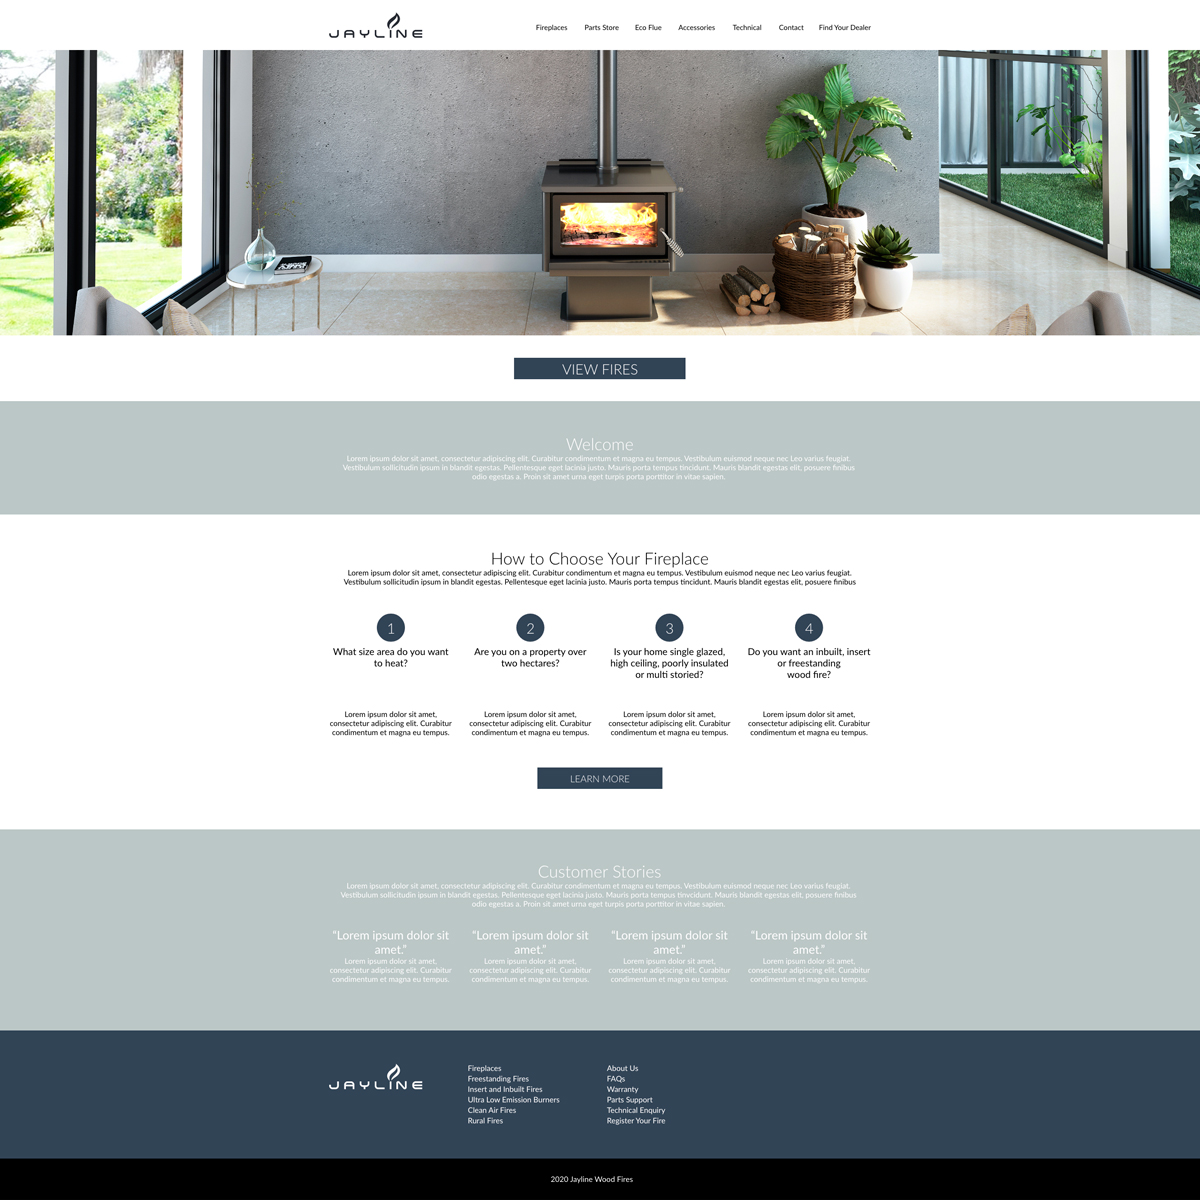 JAYLINE
Fireplaces Parts Store Eco Flue Accessories Technical Contact Find Your Dealer
VIEW FIRES
Welcome
Lorem ipsum dolor sit amet, consectetur adipiscing elit. Curabitur condimentum et magna eu tempus. Vestibulum euismod neque nec Leo varius feugiat.
Vestibulum sollicitudin ipsum in blandit egestas. Pellentesque eget lacinia justo. Mauris porta tempus tincidunt. Mauris blandit egestas elit, posuere finibus
odio egestas a. Proin sit amet urna eget turpis porta porttitor in vitae sapien.
How to Choose Your Fireplace
Lorem ipsum dolor sit amet, consectetur adipiscing elit. Curabitur condimentum et magna eu tempus. Vestibulum euismod neque nec Leo varius feugiat.
Vestibulum sollicitudin ipsum in blandit egestas. Pellentesque eget lacinia justo. Mauris porta tempus tincidunt. Mauris blandit egestas elit, posuere finibus
1
What size area do you want
to heat?
Lorem ipsum dolor sit amet,
consectetur adipiscing elit. Curabitur
condimentum et magna eu tempus.
2
Are you on a property over
two hectares?
Lorem ipsum dolor sit amet,
consectetur adipiscing elit. Curabitur
condimentum et magna eu tempus.
3
Is your home single glazed,
high ceiling, poorly insulated
or multi storied?
Lorem ipsum dolor sit amet,
consectetur adipiscing elit. Curabitur
condimentum et magna eu tempus.
4
Do you want an inbuilt, insert
or freestanding
wood fire?
Lorem ipsum dolor sit amet,
consectetur adipiscing elit. Curabitur
condimentum et magna eu tempus.
LEARN MORE
Customer Stories
Lorem ipsum dolor sit amet, consectetur adipiscing elit. Curabitur condimentum et magna eu tempus. Vestibulum euismod neque nec Leo varius feugiat.
Vestibulum sollicitudin ipsum in blandit egestas. Pellentesque eget lacinia justo. Mauris porta tempus tinvcidunt. Mauris blandit egestas elit, posuere finibus
odio egestas a. Proin sit amet urna eget turpis porta porttitor in vitae sapien.
“Lorem ipsum dolor sit
amet.”
Lorem ipsum dolor sit amet,
consectetur adipiscing elit. Curabitur
condimentum et magna eu tempus.
“Lorem ipsum dolor sit
amet.”
Lorem ipsum dolor sit amet,
consectetur adipiscing elit. Curabitur
condimentum et magna eu tempus.
“Lorem ipsum dolor sit
amet.”
Lorem ipsum dolor sit amet,
consectetur adipiscing elit. Curabitur
condimentum et magna eu tempus.
“Lorem ipsum dolor sit
amet.”
Lorem ipsum dolor sit amet,
consectetur adipiscing elit. Curabitur
condimentum et magna eu tempus.
JAYLINE
Fireplaces
Freestanding Fires
Insert and Inbuilt Fires
Ultra Low Emission Burners
Clean Air Fires
Rural Fires
About Us
FAQs
Warranty
Parts Support
Technical Enquiry
Register Your Fire
2020 Jayline Wood Fires